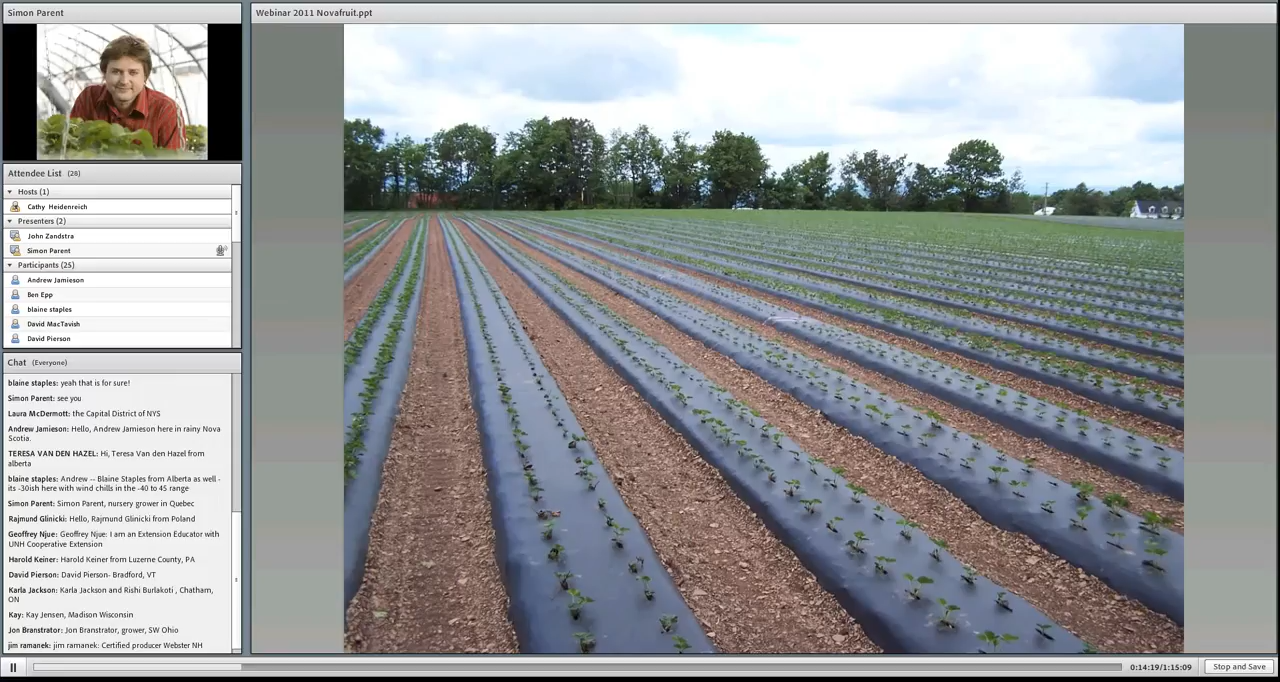 Simon Parent
Webinar 2011 Novafruit.ppt
Attendee List (28)
Hosts (1)
Cathy Heidenreich
Presenters (2)
John Zandstra
Simon Parent
Participants (25)
Andrew Jamieson
Ben Epp
blaine staples
David MacTavish
David Pierson
Chat (Everyone)
blaine staples: yeah that is for sure!
Simon Parent: see you
Laura McDermott: the Capital District of NYS
Andrew Jamieson: Hello, Andrew Jamieson here in rainy Nova
Scotia.
TERESA VAN DEN HAZEL: Hi, Teresa Van den Hazel from
alberta
blaine staples: Andrew -- Blaine Staples from Alberta as well -
its -30ish here with wind chills in the -40 to 45 range
Simon Parent: Simon Parent, nursery grower in Quebec
Rajmund Glinicki: Hello, Rajmund Glinicki from Poland
Geoffrey Njue: Geoffrey Njue: I am an Extension Educator with
UNH Cooperative Extension
Harold Keiner: Harold Keiner from Luzerne County, PA
David Pierson: David Pierson- Bradford, VT
Karla Jackson: Karla Jackson and Rishi Burlakoti , Chatham,
ON
Kay: Kay Jensen, Madison Wisconsin
Jon Branstrator: Jon Branstrator, grower, SW Ohio
jim ramanek: jim ramanek: Certified producer Webster NH
0:14:19/1:15:09
Stop and Save